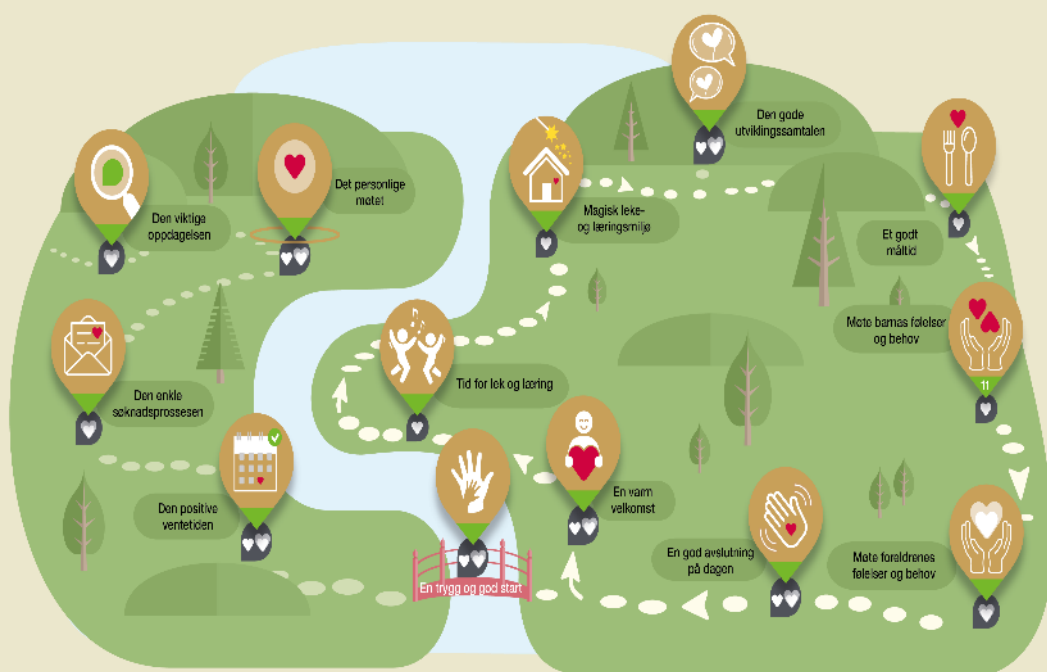 Den viktige
oppdagelsen
Det personlige
møtet
Den enkle
søknadsprossesen
Den positive
ventetiden
En trygg og god start
En varm
velkomst
Tid for lek og læring
Magisk leke-
og læringsmiljø
Den gode
utviklingssamtalen
Et godt
måltid
Møte barnas følelser
og behov
11
Møte foreldrenes
følelser og behov
En god avslutning
på dagen